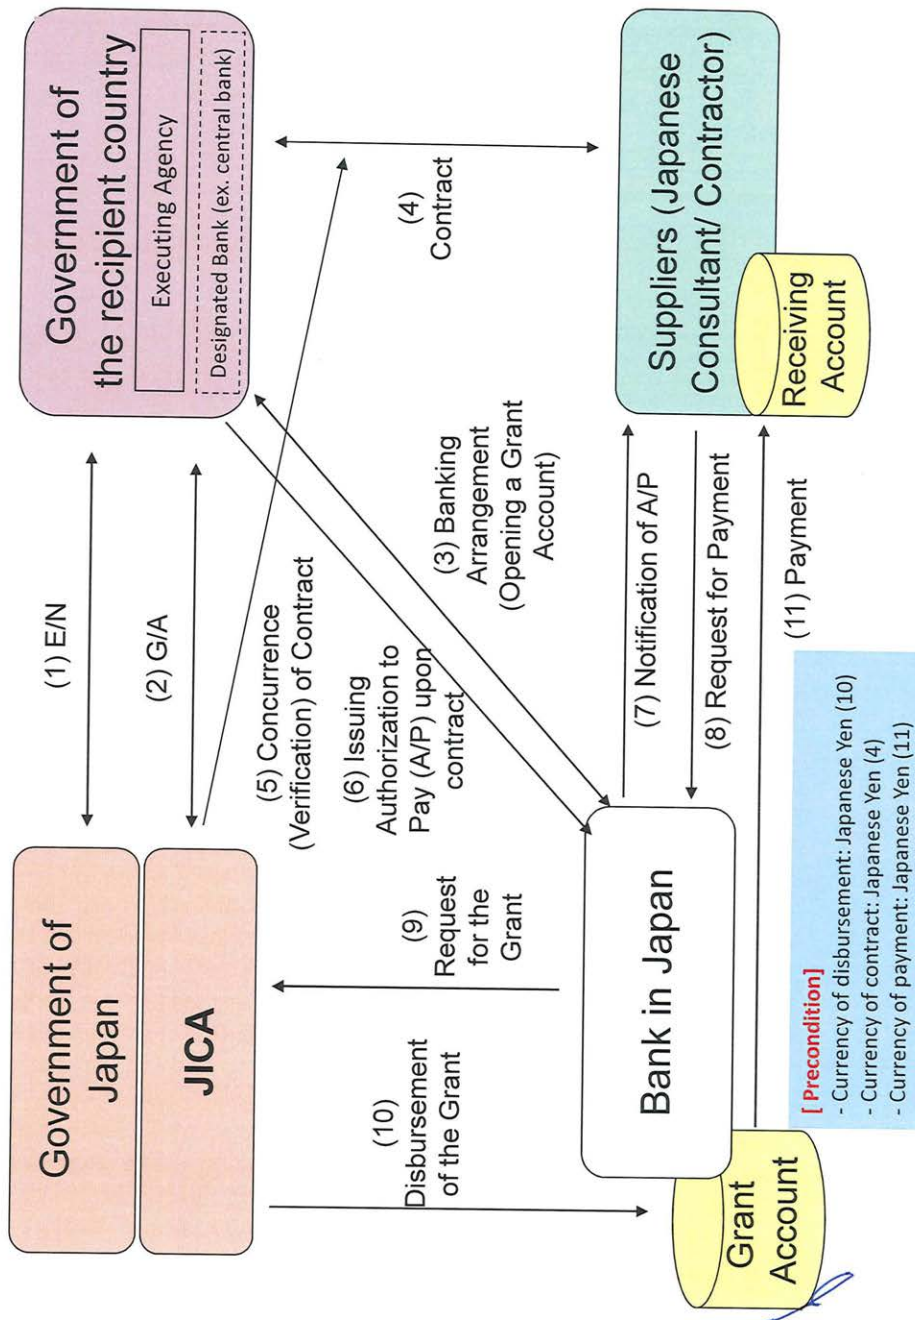 Government of
Japan
JICA
(1) E/N
(2) G/A
Government of
the recipient country
Executing Agency
Designated Bank (ex. central bank)
(5) Concurrence
(Verification) of Contract
(6) Issuing
Authorization to
Pay (A/P) upon
contract
(3) Banking
Arrangement
(Opening a Grant
Account)
(4)
Contract
(9)
Request
for the
Grant
(10)
Disbursement
of the Grant
Bank in Japan
Grant
Account
(7) Notification of A/P
(8) Request for Payment
(11) Payment
Suppliers (Japanese
Consultant/ Contractor)
Receiving
Account
[ Precondition]
- Currency of disbursement: Japanese Yen (10)
- Currency of contract: Japanese Yen (4)
- Currency of payment: Japanese Yen (11)